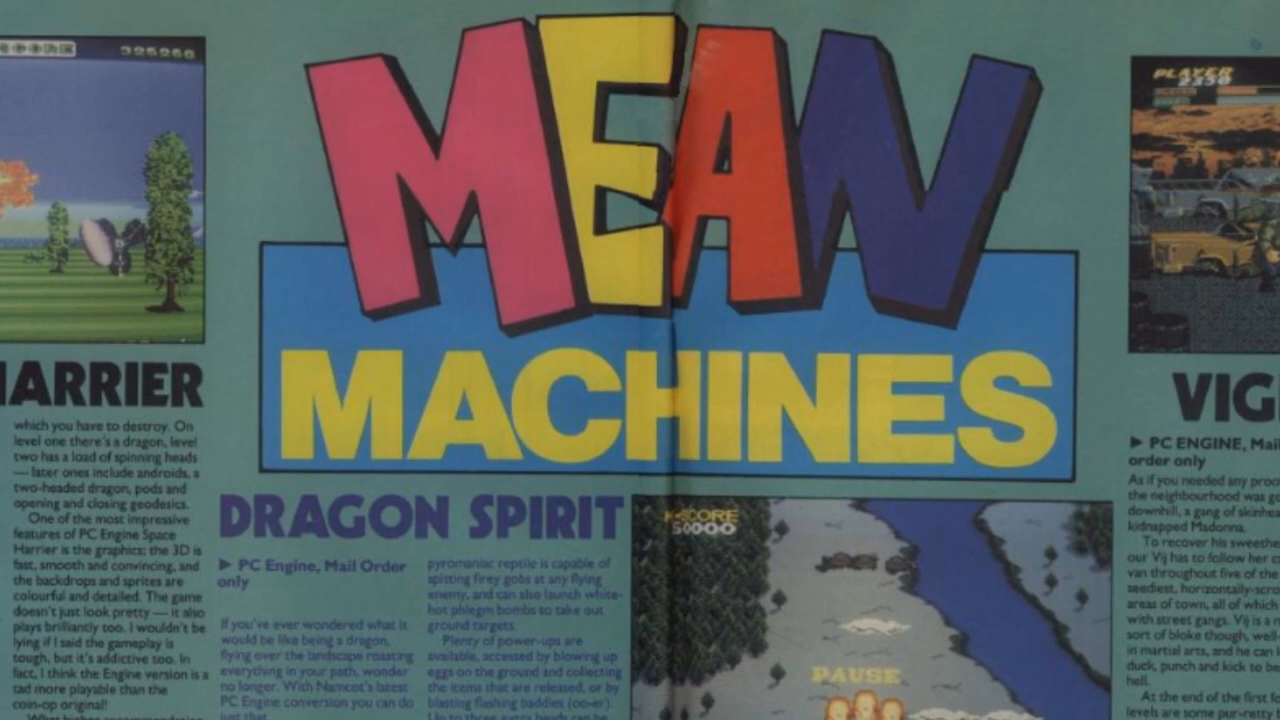 325260
MEAN
MACHINES
HARRIER
which you have to destroy. On
level one there's a dragon, level
two has a load of spinning heads
— later ones include androids, a
two-headed dragon, pods and
opening and closing geodesics.
One of the most impressive
features of PC Engine Space
Harrier is the graphics; the 3D is
fast, smooth and convincing, and
the backdrops and sprites are
colourful and detailed. The game
doesn't just look pretty — it also
plays brilliantly too. I wouldn't be
lying if I said the gameplay is
tough, but it's addictive too. In
fact, I think the Engine version is a
tad more playable than the
coin-op original!
What higher recommendation
DRAGON SPIRIT
► PC Engine, Mail Order
only
If you've ever wondered what it
would be like being a dragon,
flying over the landscape roasting
everything in your path, wonder
no longer. With Namcot's latest
PC Engine conversion you can do
just that.
pyromaniac reptile is capable of
spitting firey gobs at any flying
enemy, and can also launch white-
hot phlegm bombs to take out
ground targets.
Plenty of power-ups are
available, accessed by blowing up
eggs on the ground and collecting
the items that are released, or by
blasting flashing baddies (oo-er).
Up to three extra heads can be
50000
PAUSE
PLAYER
2350
VIG
► PC ENGINE, Mail
order only
As if you needed any proo
the neighbourhood was go
downhill, a gang of skinhea
kidnapped Madonna.
To recover his sweethe
our Vij has to follow her c
van throughout five of the
seediest, horizontally-scro
areas of town, all of which
with street gangs. Vij is a n
sort of bloke though, well
in martial arts, and he can k
duck, punch and kick to be
hell.
At the end of the first fo
levels are some pur-retty h